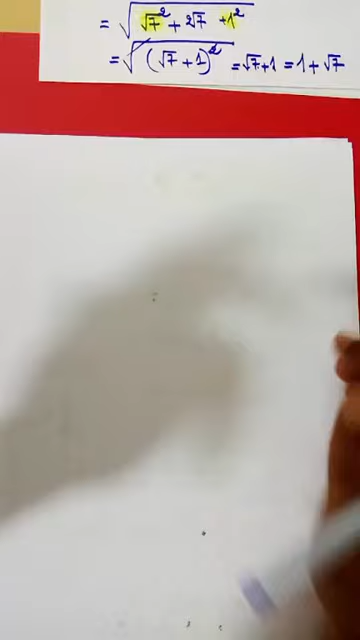 = √(√7² + 2√7 + 1²)
= √((√7 + 1)²) = √7 + 1 = 1 + √7